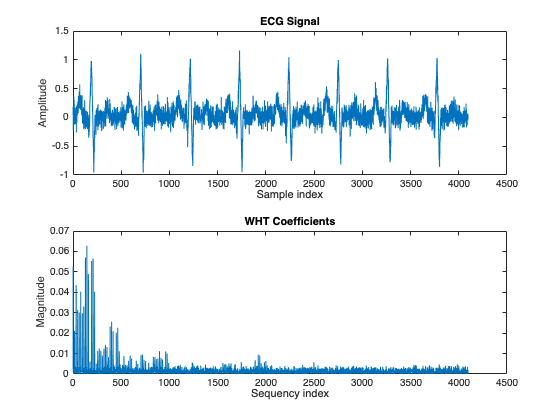 ECG Signal
1.5
1
0.5
0
-0.5
-1
Amplitude
0 500 1000 1500 2000 2500 3000 3500 4000 4500
Sample index
WHT Coefficients
0.07
0.06
0.05
0.04
0.03
0.02
0.01
0
Magnitude
0 500 1000 1500 2000 2500 3000 3500 4000 4500
Sequency index